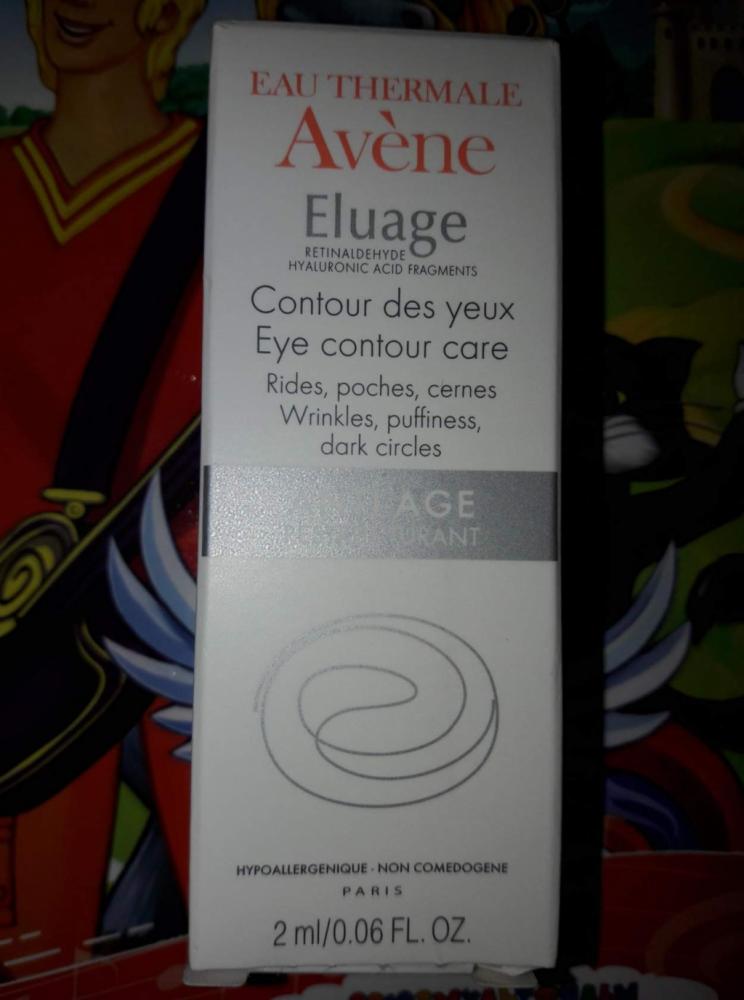 EAU THERMALE
Avène
Eluage
RETINALDEHYDE
HYALURONIC ACID FRAGMENTS
Contour des yeux
Eye contour care
Rides, poches, cernes
Wrinkles, puffiness,
dark circles
AGE
HYPOALLERGENIQUE · NON COMEDOGENE
PARIS
2 ml/0.06 FL. OZ.